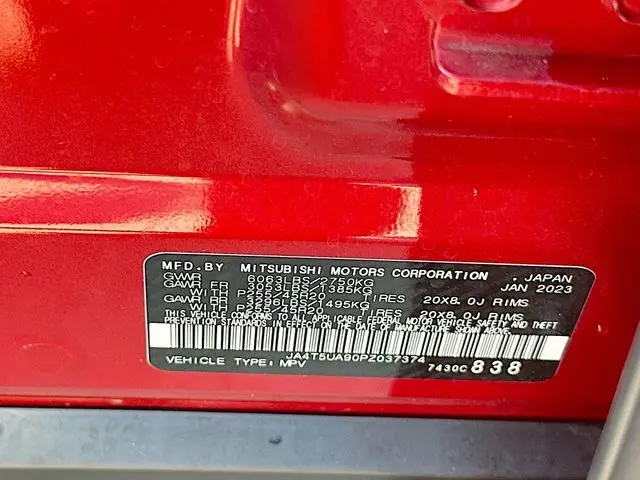 MFD. BY MITSUBISHI MOTORS CORPORATION , JAPAN
GVWR 6063LBS/2750KG JAN 2023
GAWR FR 3053LBS/1385KG
WITH P255/45R20 TIRES 20X8.0J RIMS
GAWR RR 3296LBS/1495KG
WITH P255/45R20 TIRES 20X8.0J RIMS
THIS VEHICLE CONFORMS TO ALL APPLICABLE FEDERAL MOTOR VEHICLE SAFETY AND
THEFT PREVENTION STANDARDS IN EFFECT ON THE DATE OF MANUFACTURE SHOWN ABOVE.
JA4T5UA90PZ037374
VEHICLE TYPE: MPV 7430C 838